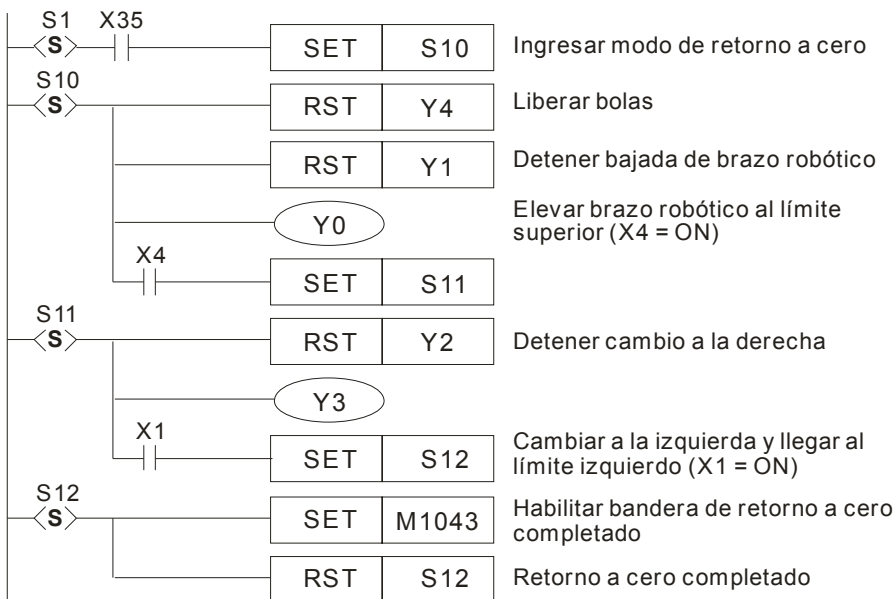 S1 X35
S SET S10 Ingresar modo de retorno a cero
S10
S RST Y4 Liberar bolas
RST Y1 Detener bajada de brazo robótico
Y0 Elevar brazo robótico al límite
superior (X4 = ON)
X4
SET S11
S11
S RST Y2 Detener cambio a la derecha
Y3
X1
SET S12 Cambiar a la izquierda y llegar al
límite izquierdo (X1 = ON)
S12
S SET M1043 Habilitar bandera de retorno a cero
completado
RST S12 Retorno a cero completado